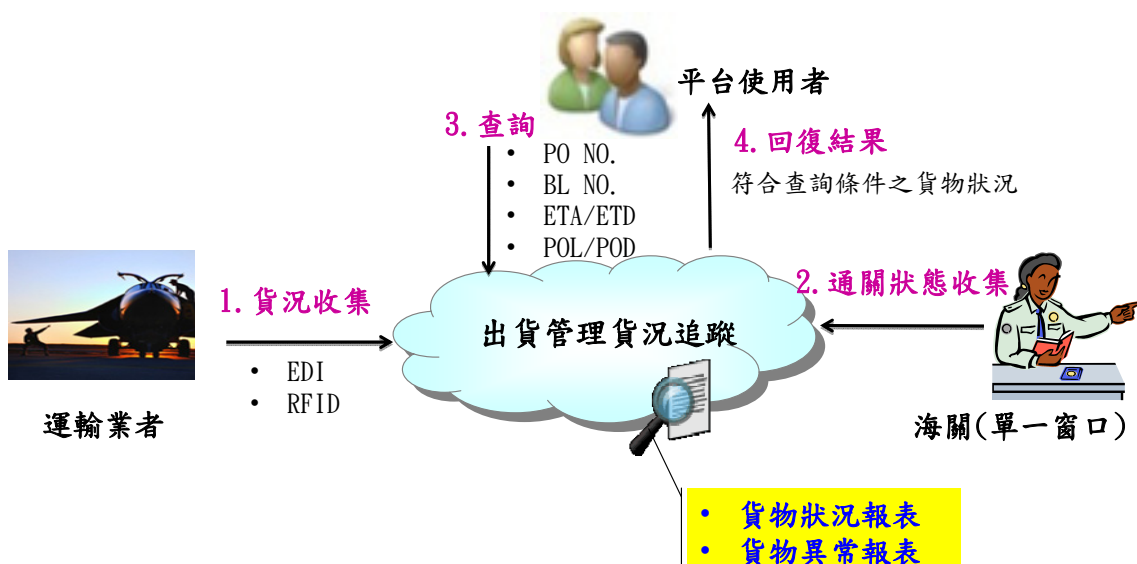 平台使用者
3.查詢
• PO NO.
• BL NO.
• ETA/ETD
• POL/POD
4.回復結果
符合查詢條件之貨物狀況
1.貨況收集
• EDI
• RFID
運輸業者
出貨管理貨況追蹤
2.通關狀態收集
海關(單一窗口)
• 貨物狀況報表
• 貨物異常報表